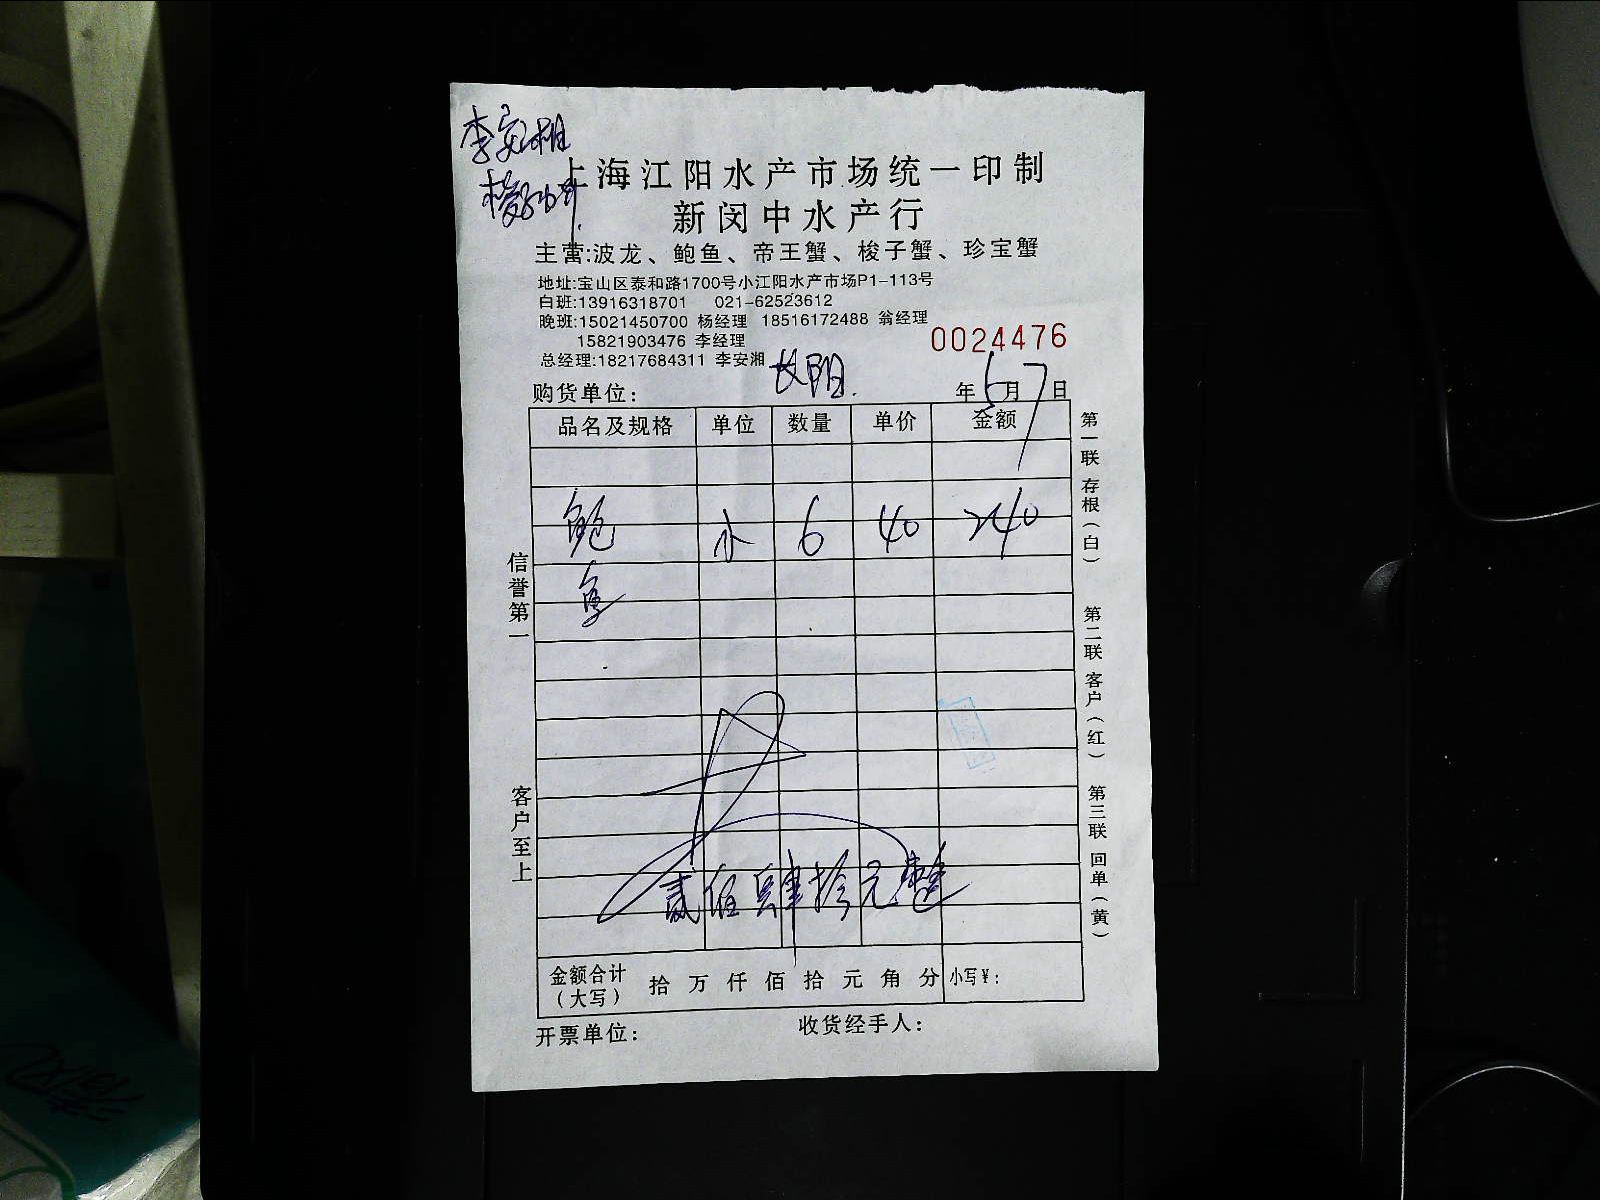 上海江阳水产市场统一印制
新闵中水产行
主营:波龙、鲍鱼、帝王蟹、梭子蟹、珍宝蟹
地址:宝山区泰和路1700号小江阳水产市场P1-113号
白班:13916318701 021-62523612
晚班:15021450700 杨经理 18516172488 翁经理
15821903476 李经理
总经理:18217684311 李安湘
0024476
购货单位: 长阳 年 5月 7日
品名及规格 单位 数量 单价 金额
鲍鱼 小 6 40 240
贰佰肆拾元整
金额合计(大写) 拾 万 仟 佰 拾 元 角 分 小写¥:
开票单位: 收货经手人:
信誉第一
客户至上
第一联 存根(白)
第二联 客户(红)
第三联 回单(黄)